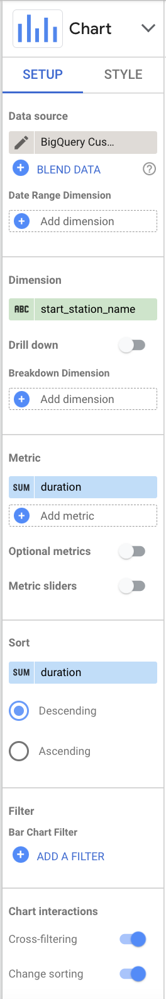 Chart
SETUP STYLE
Data source
BigQuery Cus...
BLEND DATA
Date Range Dimension
Add dimension
Dimension
ABC start_station_name
Drill down
Breakdown Dimension
Add dimension
Metric
SUM duration
Add metric
Optional metrics
Metric sliders
Sort
SUM duration
Descending
Ascending
Filter
Bar Chart Filter
ADD A FILTER
Chart interactions
Cross-filtering
Change sorting